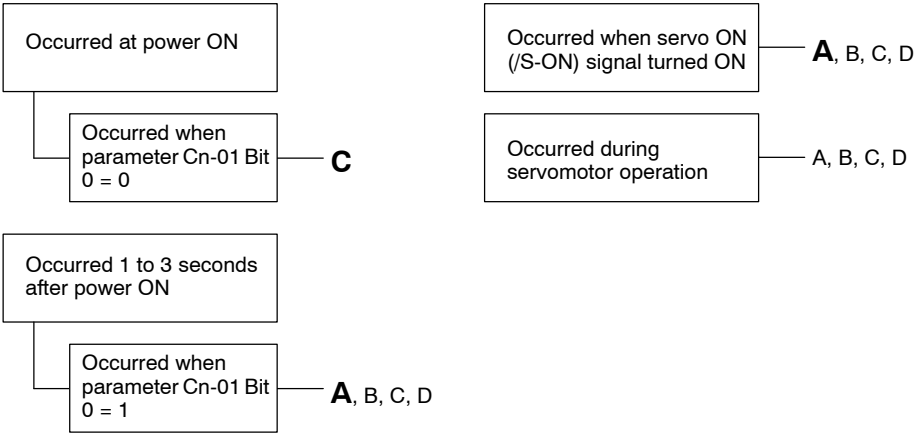 Occurred at power ON
Occurred when
parameter Cn-01 Bit
0 = 0
C
Occurred 1 to 3 seconds
after power ON
Occurred when
parameter Cn-01 Bit
0 = 1
A, B, C, D
Occurred when servo ON
(/S-ON) signal turned ON
A, B, C, D
Occurred during
servomotor operation
A, B, C, D